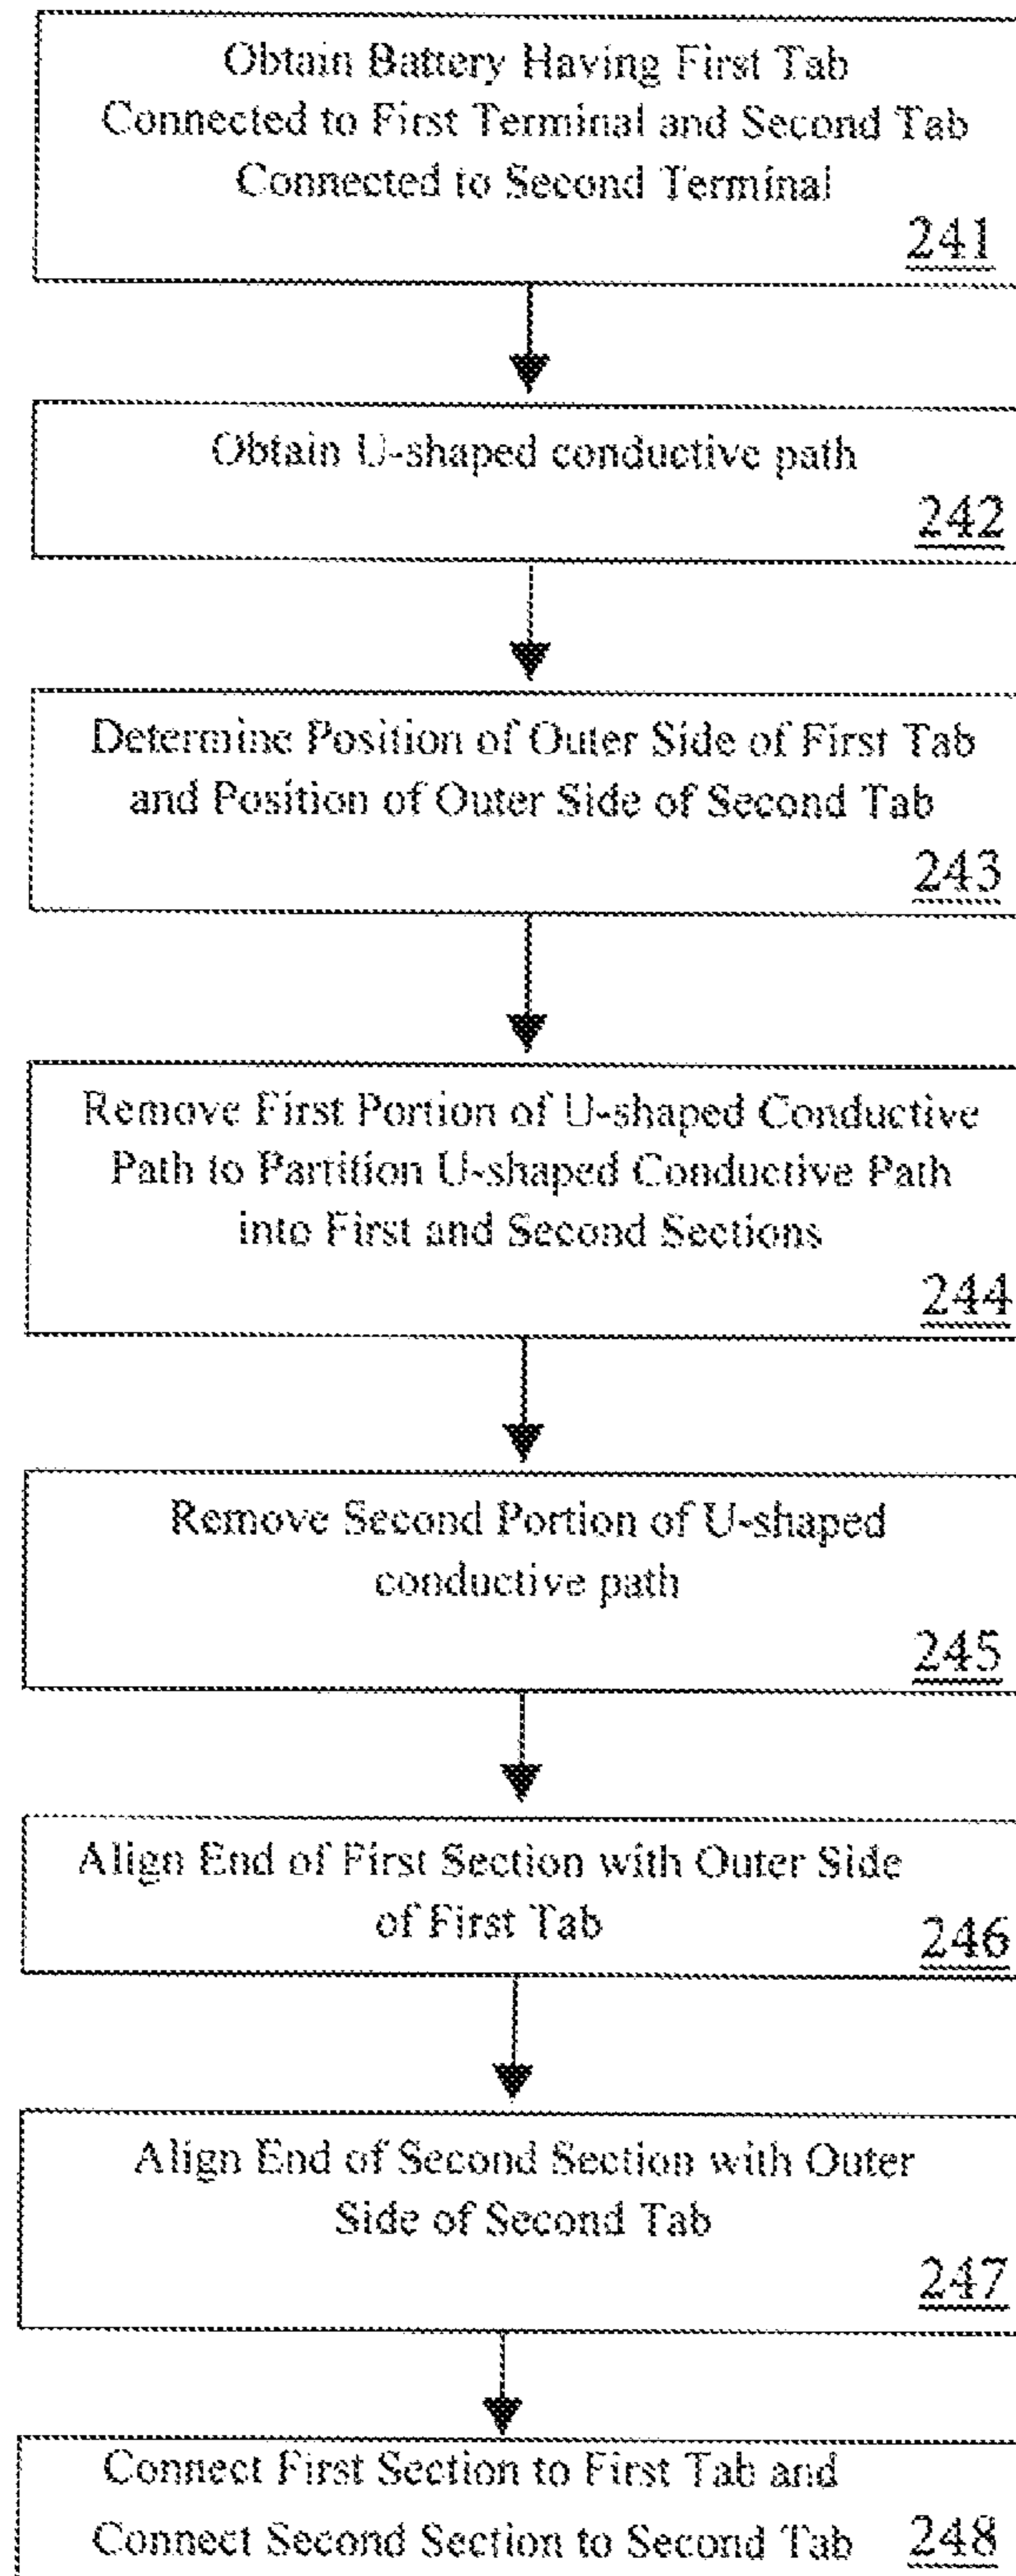 Obtain Battery Having First Tab
Connected to First Terminal and Second Tab
Connected to Second Terminal
241
Obtain U-shaped conductive path
242
Determine Position of Outer Side of First Tab
and Position of Outer Side of Second Tab
243
Remove First Portion of U-shaped Conductive
Path to Partition U-shaped Conductive Path
into First and Second Sections
244
Remove Second Portion of U-shaped
conductive path
245
Align End of First Section with Outer Side
of First Tab
246
Align End of Second Section with Outer
Side of Second Tab
247
Connect First Section to First Tab and
Connect Second Section to Second Tab
248